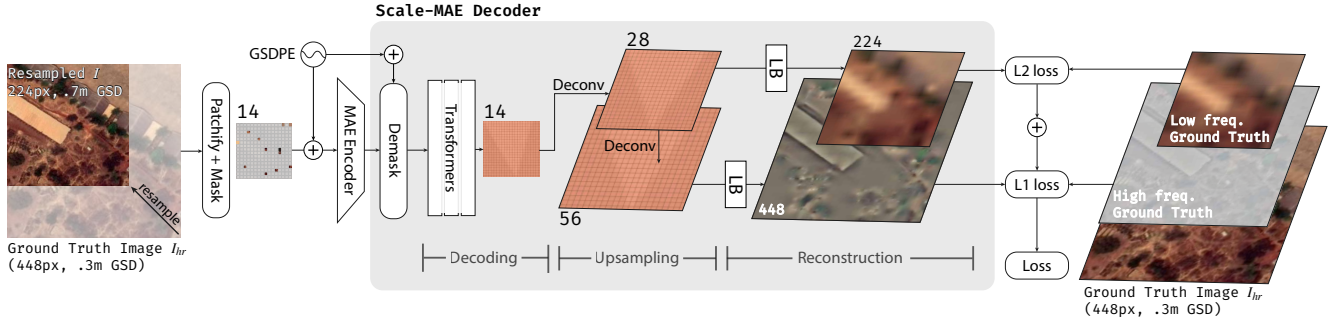 Scale-MAE Decoder
GSDPE
Resampled I
224px, .7m GSD
resample
Ground Truth Image I_hr
(448px, .3m GSD)
Patchify + Mask
14
MAE Encoder
Demask
Transformers
14
Decoding
Deconv
28
Deconv
56
Upsampling
LB
LB
224
448
Reconstruction
L2 loss
L1 loss
Loss
Low freq.
Ground Truth
High freq.
Ground Truth
Ground Truth Image I_hr
(448px, .3m GSD)